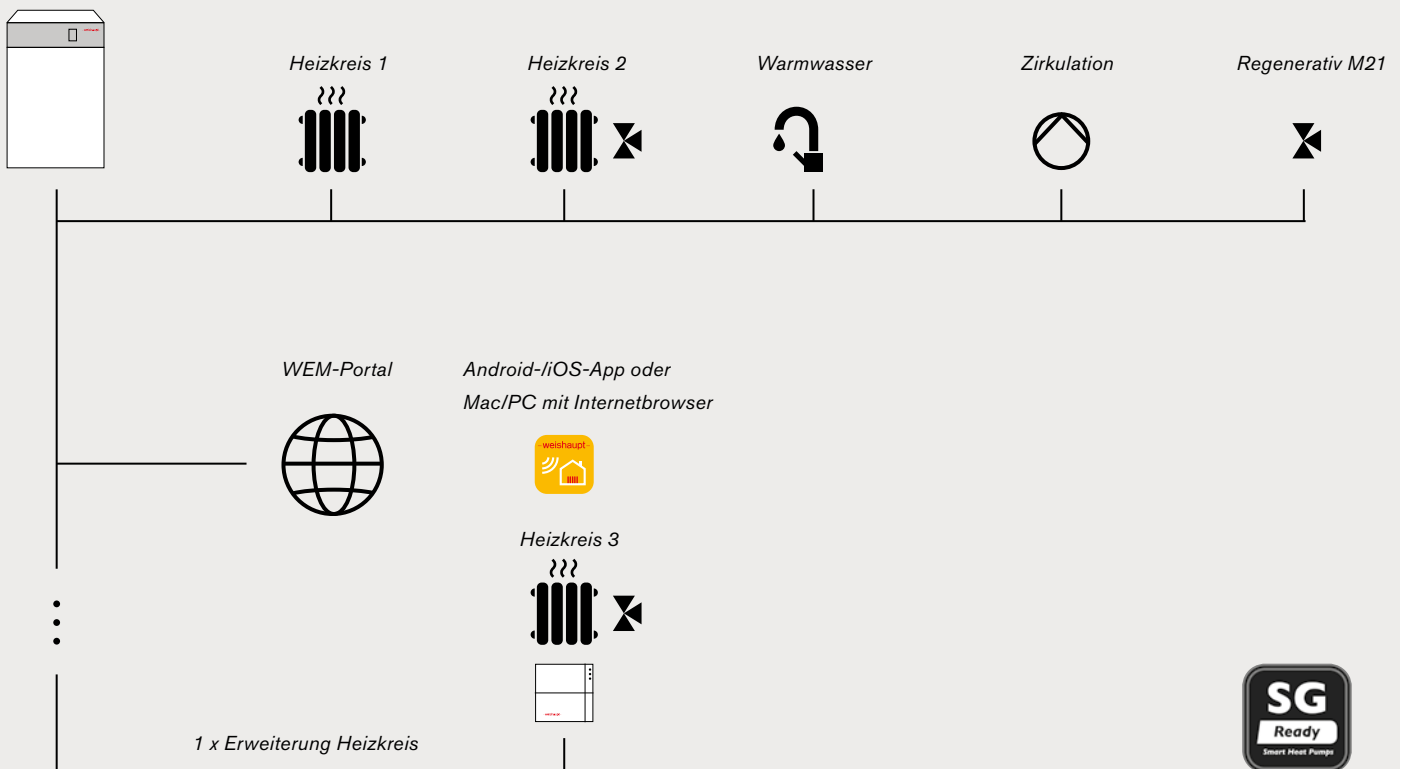 Heizkreis 1
Heizkreis 2
Warmwasser
Zirkulation
Regenerativ M21
WEM-Portal
Android-/iOS-App oder
Mac/PC mit Internetbrowser
-weishaupt-
Heizkreis 3
1 x Erweiterung Heizkreis
SG
Ready
Smart Heat Pumps